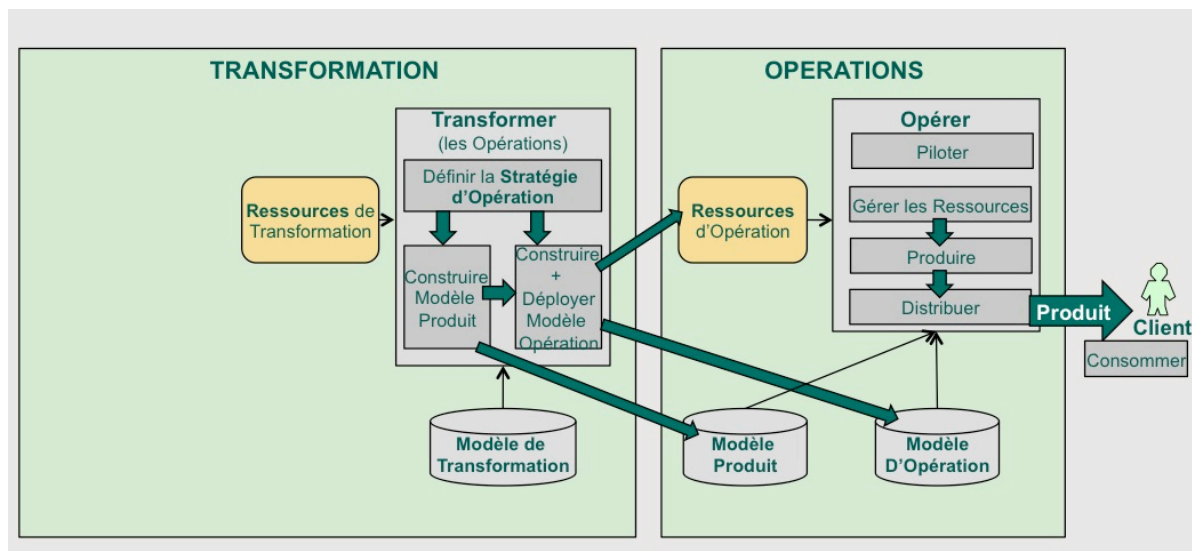 TRANSFORMATION
Transformer
(les Opérations)
Définir la Stratégie
d'Opération
Ressources de
Transformation
Construire
Modèle
Produit
Construire
+
Déployer
Modèle
Opération
Modèle de
Transformation
OPERATIONS
Opérer
Piloter
Ressources
d'Opération
Gérer les Ressources
Produire
Distribuer
Produit
Client
Consommer
Modèle
Produit
Modèle
D'Opération